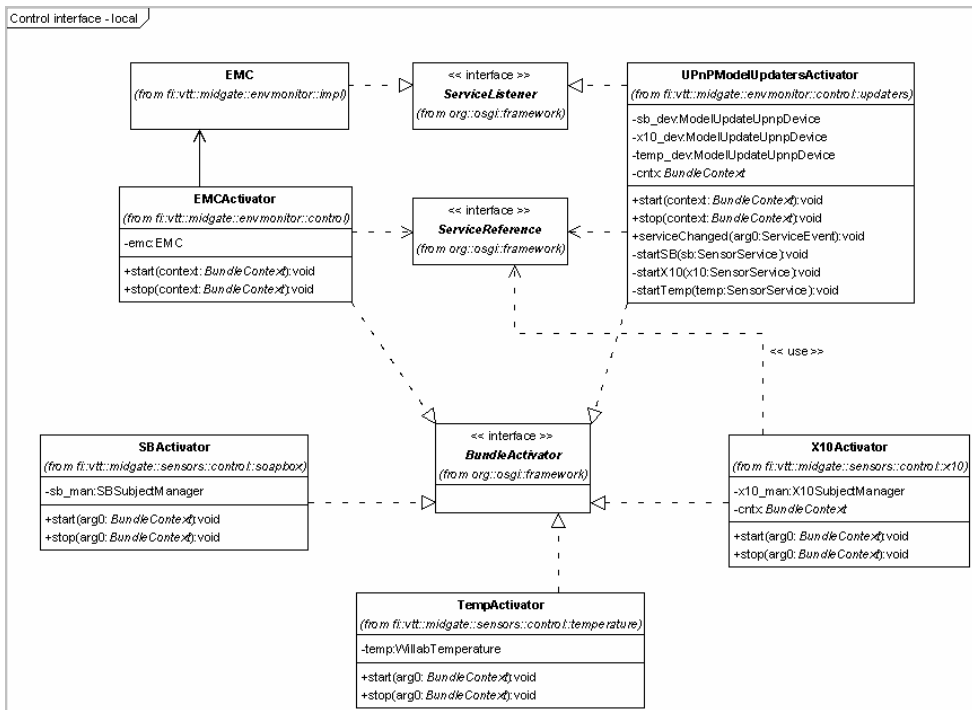 Control interface - local
EMC
(from fi::vtt::midgate::envmonitor::impl)
<< interface >>
ServiceListener
(from org::osgi::framework)
UPnPModelUpdatersActivator
(from fi::vtt::midgate::envmonitor::control::updaters)
-sb_dev:ModelUpdateUpnpDevice
-x10_dev:ModelUpdateUpnpDevice
-temp_dev:ModelUpdateUpnpDevice
-cntx:BundleContext
+start(context:BundleContext):void
+stop(context:BundleContext):void
+serviceChanged(arg0:ServiceEvent):void
-startSB(sb:SensorService):void
-startX10(x10:SensorService):void
-startTemp(temp:SensorService):void
EMCActivator
(from fi::vtt::midgate::envmonitor::control)
-emc:EMC
+start(context:BundleContext):void
+stop(context:BundleContext):void
<< interface >>
ServiceReference
(from org::osgi::framework)
<< use >>
<< interface >>
BundleActivator
(from org::osgi::framework)
SBActivator
(from fi::vtt::midgate::sensors::control::soapbox)
-sb_man:SBSubjectManager
+start(arg0:BundleContext):void
+stop(arg0:BundleContext):void
X10Activator
(from fi::vtt::midgate::sensors::control::x10)
-x10_man:X10SubjectManager
-cntx:BundleContext
+start(arg0:BundleContext):void
+stop(arg0:BundleContext):void
TempActivator
(from fi::vtt::midgate::sensors::control::temperature)
-temp:WillabTemperature
+start(arg0:BundleContext):void
+stop(arg0:BundleContext):void